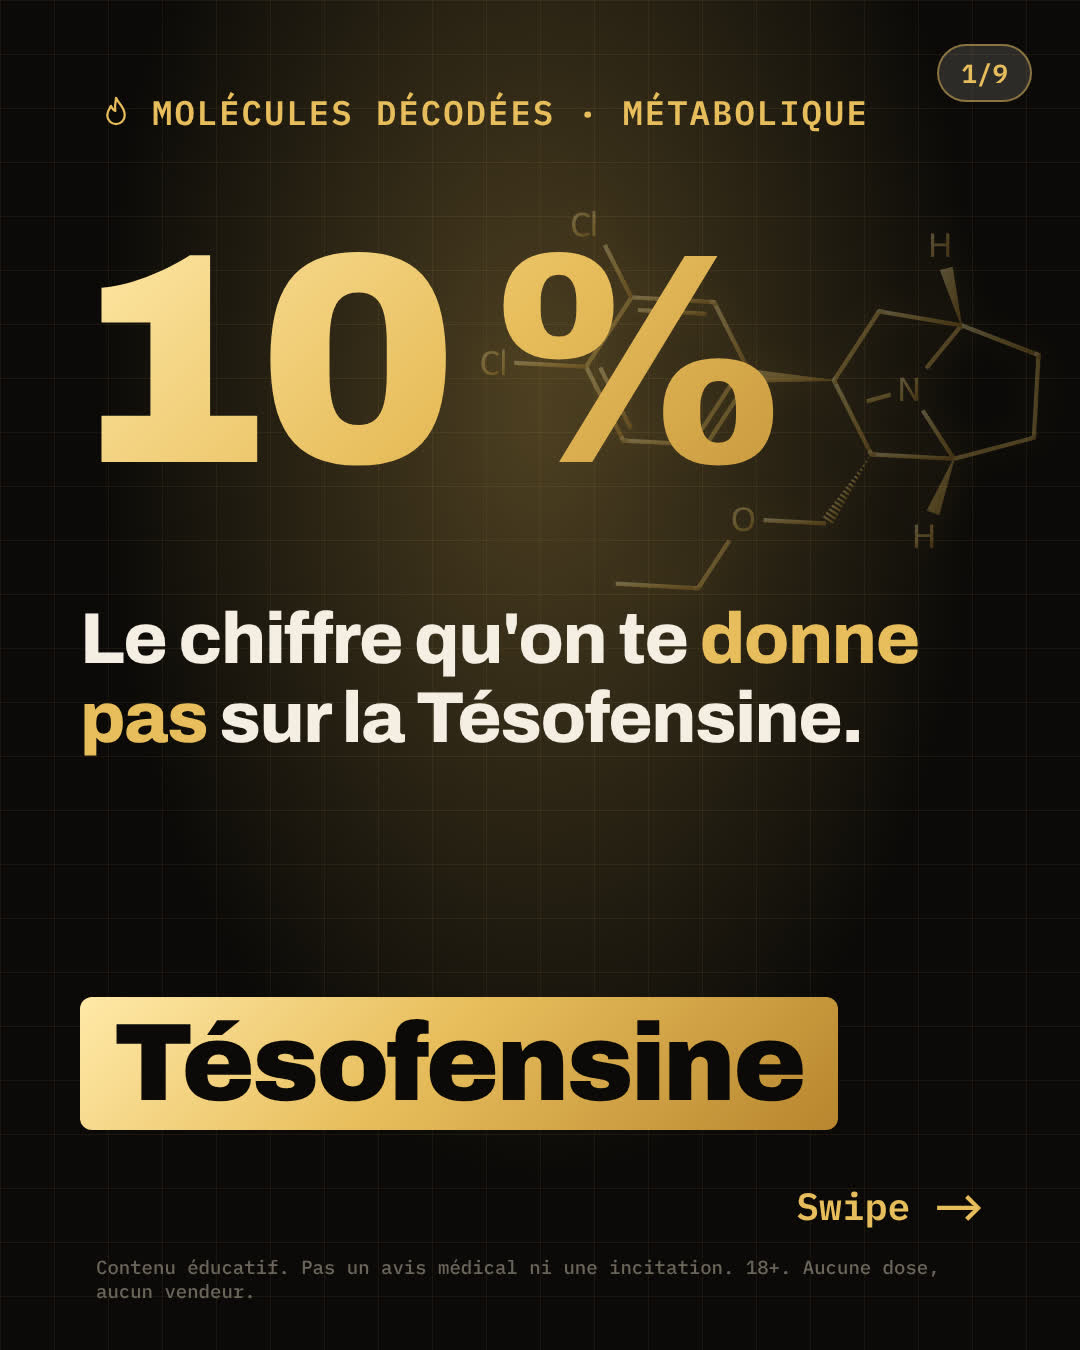 1/9
MOLÉCULES DÉCODÉES · MÉTABOLIQUE
10 %
Cl
H
Cl
N
O
H
Le chiffre qu'on te donne
pas sur la Tésofensine.
Tésofensine
Swipe →
Contenu éducatif. Pas un avis médical ni une incitation. 18+. Aucune dose,
aucun vendeur.